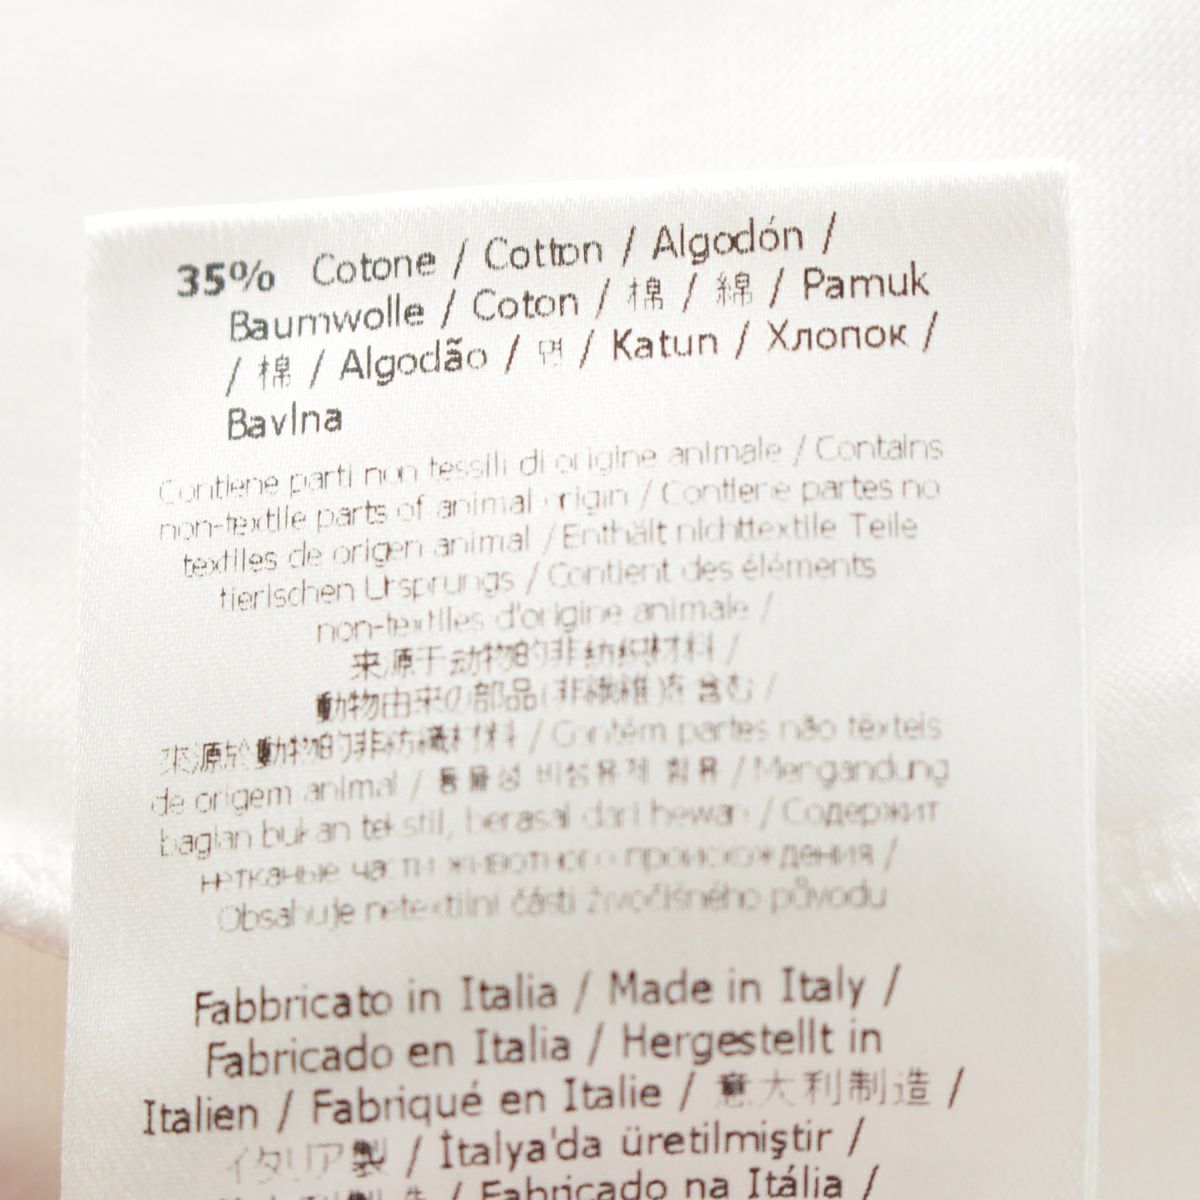 35% Cotone / Cotton / Algodón /
Baumwolle / Coton / 棉 / 綿 / Pamuk
/ 棉 / Algodão / 면 / Katun / Хлопок /
Bavlna
Contiene parti non tessili di origine animale / Contains
non-textile parts of animal origin / Contiene partes no
textiles de origen animal / Enthält nichttextile Teile
tierischen Ursprungs / Contient des éléments
non-textiles d'origine animale /
来源于动物的非纺织材料 /
動物由来の部品(非繊維)を含む /
來源於動物的非紡織材料 / Contém partes não têxteis
de origem animal / 동물성 비섬유제 함유 / Mengandung
bagian bukan tekstil, berasal dari hewan / Содержит
нетканые части животного происхождения /
Obsahuje netextilní části živočišného původu
Fabbricato in Italia / Made in Italy /
Fabricado en Italia / Hergestellt in
Italien / Fabriqué en Italie / 意大利制造 /
イタリア製 / İtalya'da üretilmiştir /
/ Fabricado na Itália /